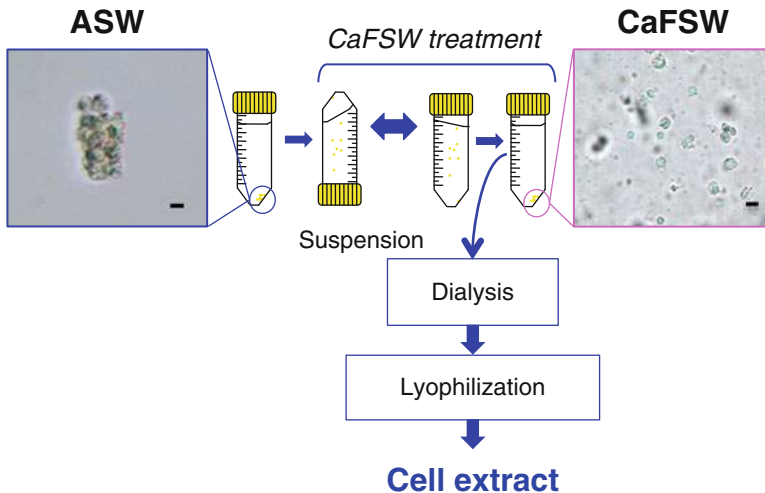 ASW
CaFSW treatment
CaFSW
Suspension
Dialysis
Lyophilization
Cell extract